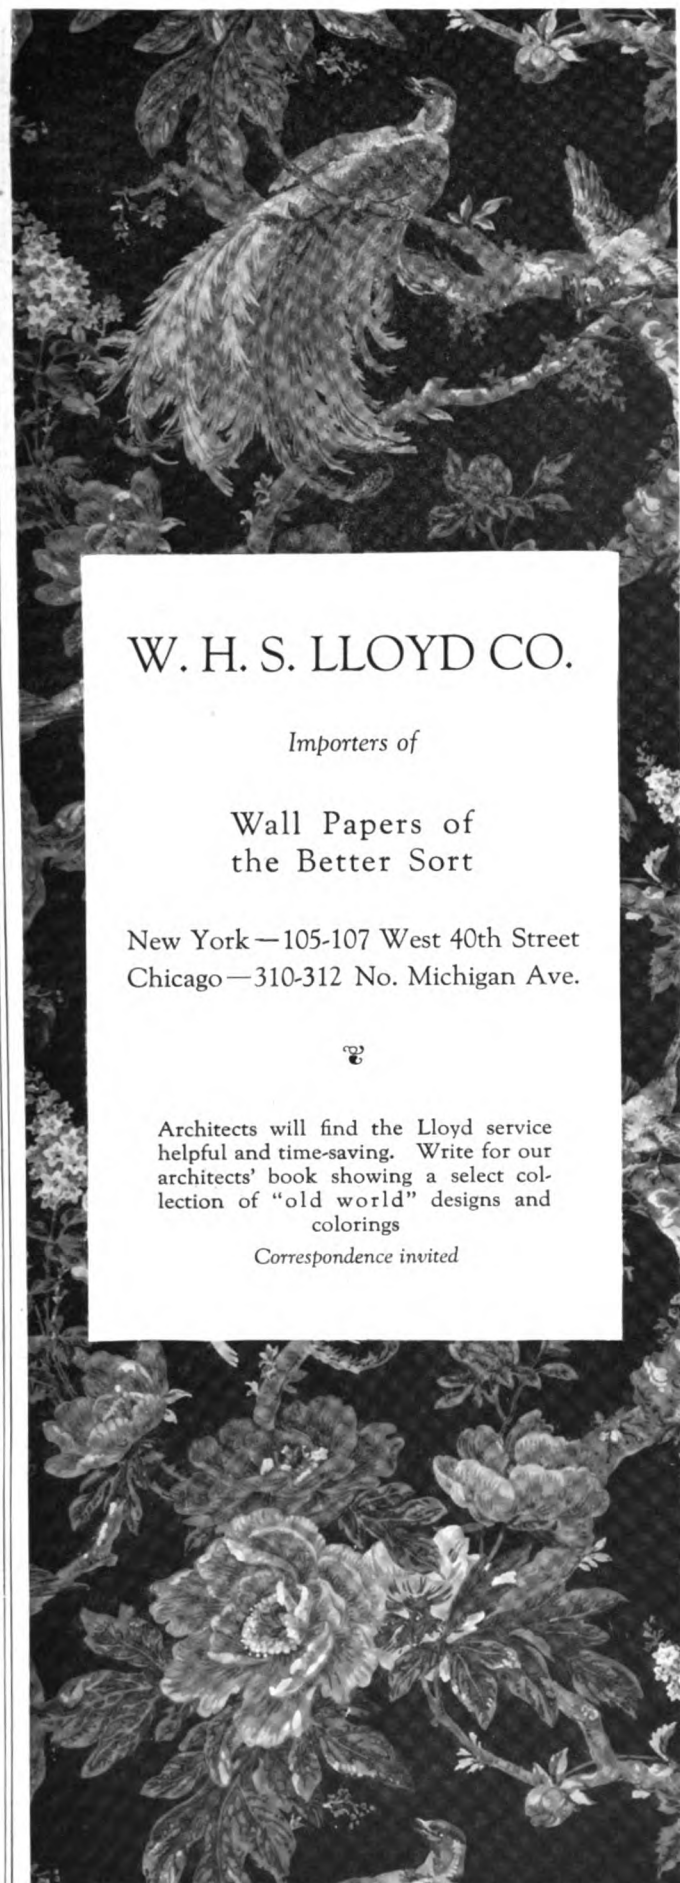 W. H. S. LLOYD CO.
Importers of
Wall Papers of
the Better Sort
New York—105-107 West 40th Street
Chicago—310-312 No. Michigan Ave.
Architects will find the Lloyd service
helpful and time-saving. Write for our
architects' book showing a select col-
lection of "old world" designs and
colorings
Correspondence invited